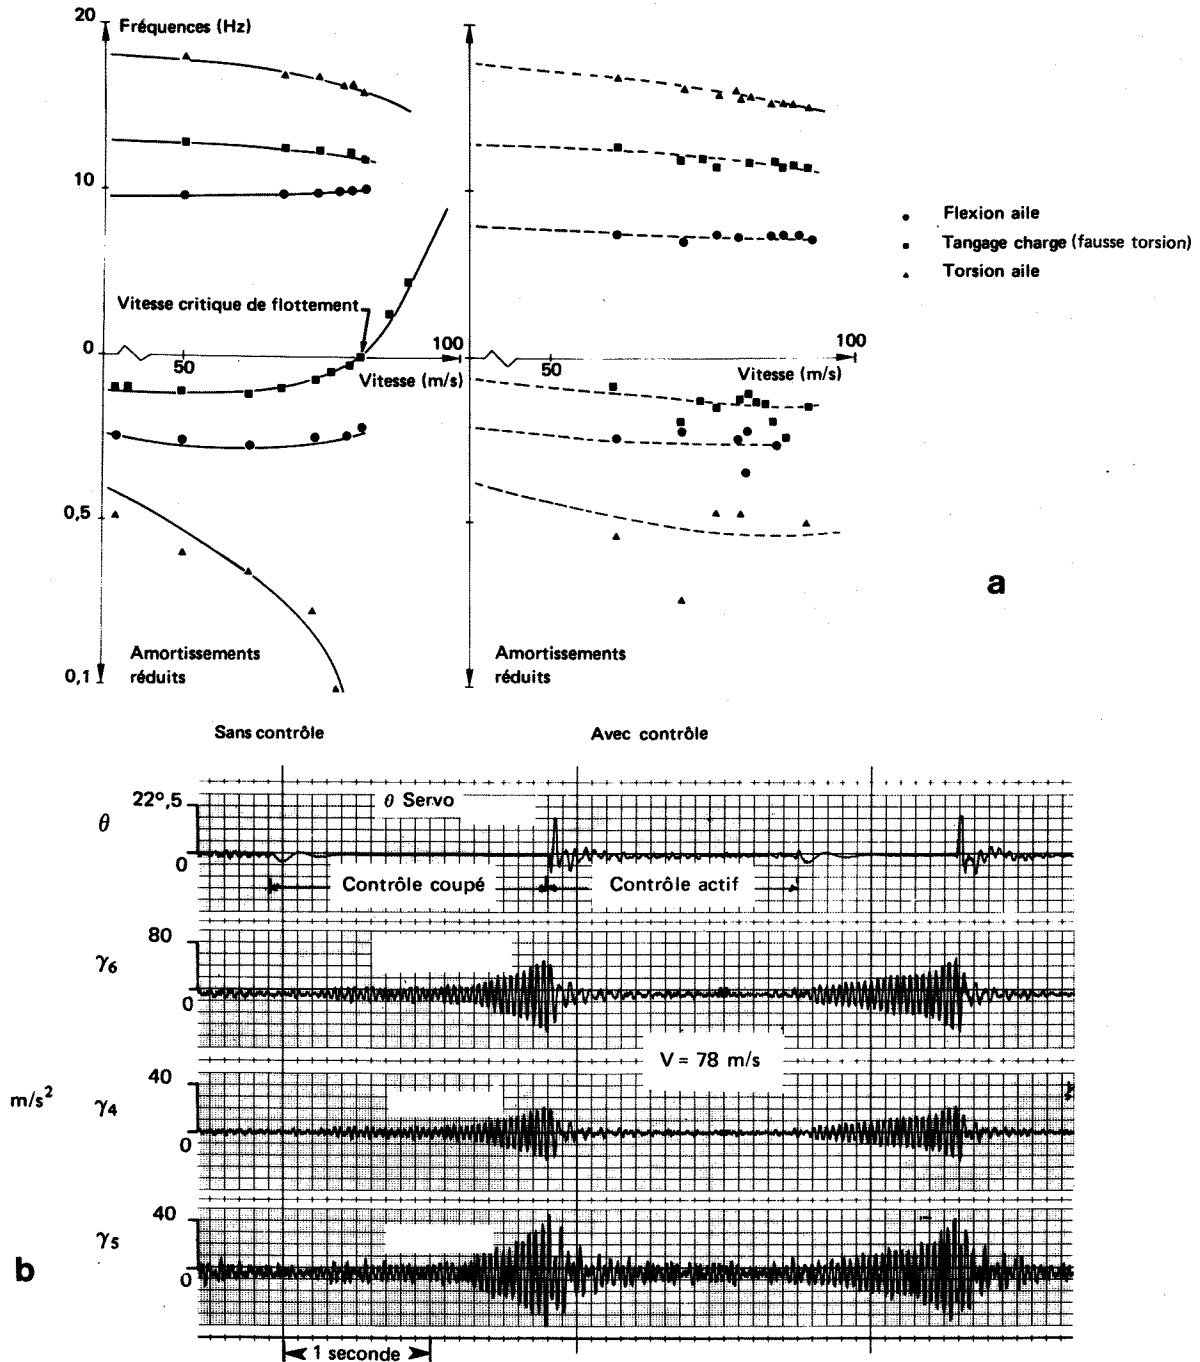 20
Fréquences (Hz)
10
Vitesse critique de flottement
0
50
100
Vitesse (m/s)
0,5
0,1
Amortissements
réduits
50
100
Vitesse (m/s)
Amortissements
réduits
Flexion aile
Tangage charge (fausse torsion)
Torsion aile
a
Sans contrôle
Avec contrôle
22°,5
θ
0
θ Servo
Contrôle coupé
Contrôle actif
80
γ6
0
V = 78 m/s
m/s²
40
γ4
0
40
γ5
0
b
1 seconde